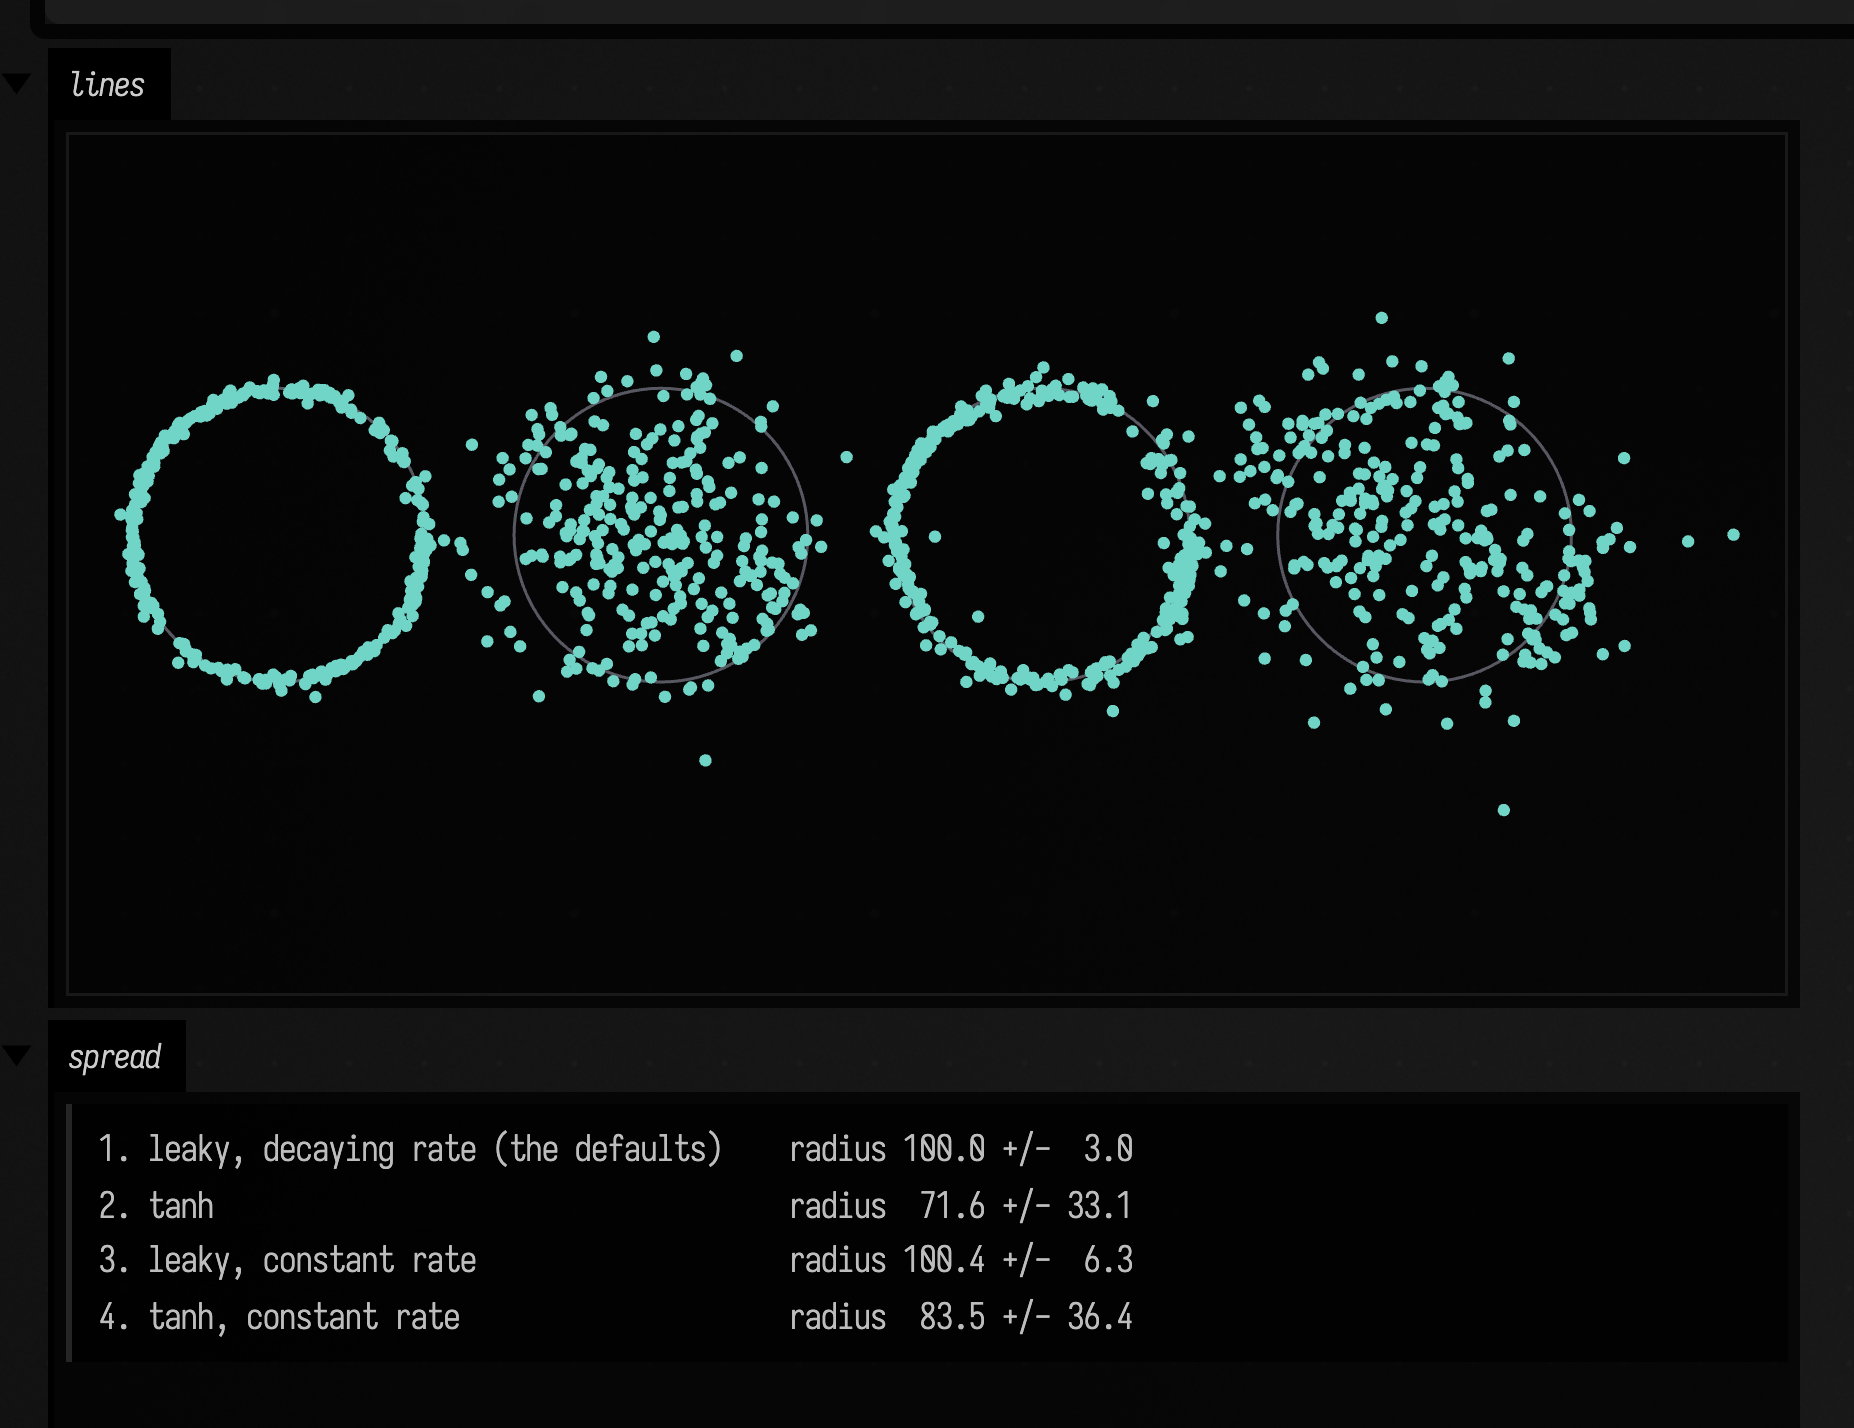 lines
spread
1. leaky, decaying rate (the defaults)    radius 100.0 +/-  3.0
2. tanh                                   radius  71.6 +/- 33.1
3. leaky, constant rate                   radius 100.4 +/-  6.3
4. tanh, constant rate                    radius  83.5 +/- 36.4